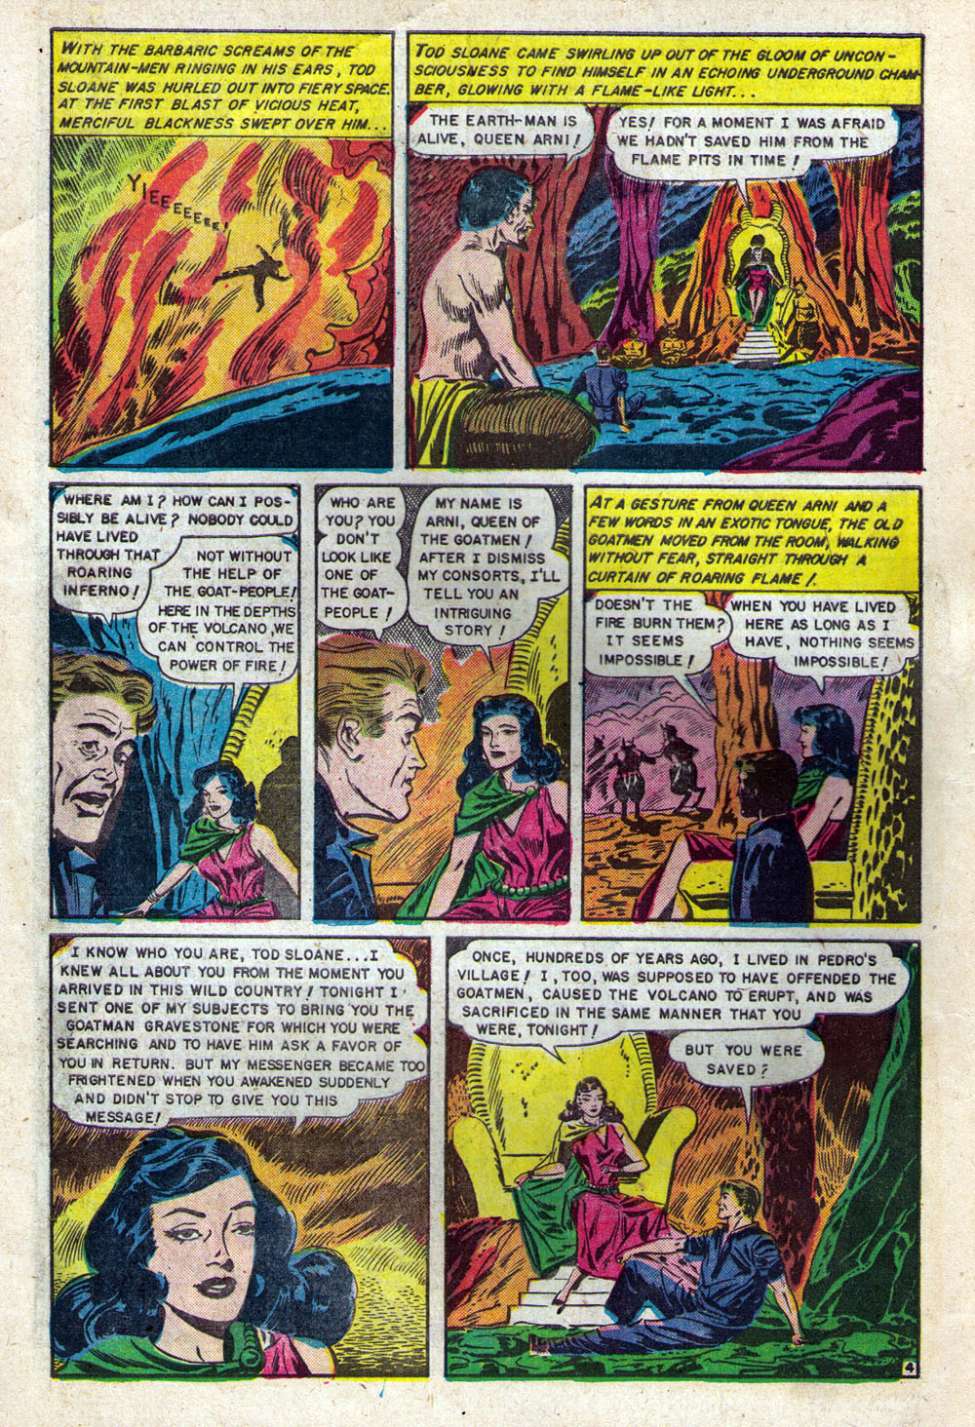 WITH THE BARBARIC SCREAMS OF THE
MOUNTAIN-MEN RINGING IN HIS EARS, TOD
SLOANE WAS HURLED OUT INTO FIERY SPACE.
AT THE FIRST BLAST OF VICIOUS HEAT,
MERCIFUL BLACKNESS SWEPT OVER HIM...
YIEEEEEEEE!
TOD SLOANE CAME SWIRLING UP OUT OF THE GLOOM OF UNCON-
SCIOUSNESS TO FIND HIMSELF IN AN ECHOING UNDERGROUND CHAM-
BER, GLOWING WITH A FLAME-LIKE LIGHT...
THE EARTH-MAN IS
ALIVE, QUEEN ARNI!
YES! FOR A MOMENT I WAS AFRAID
WE HADN'T SAVED HIM FROM THE
FLAME PITS IN TIME!
WHERE AM I? HOW CAN I POS-
SIBLY BE ALIVE? NOBODY COULD
HAVE LIVED
THROUGH THAT
ROARING
INFERNO!
NOT WITHOUT
THE HELP OF
THE GOAT-PEOPLE!
HERE IN THE DEPTHS
OF THE VOLCANO, WE
CAN CONTROL THE
POWER OF FIRE!
WHO ARE
YOU? YOU
DON'T
LOOK LIKE
ONE OF
THE GOAT-
PEOPLE!
MY NAME IS
ARNI, QUEEN OF
THE GOATMEN!
AFTER I DISMISS
MY CONSORTS, I'LL
TELL YOU AN
INTRIGUING
STORY!
AT A GESTURE FROM QUEEN ARNI AND A
FEW WORDS IN AN EXOTIC TONGUE, THE OLD
GOATMEN MOVED FROM THE ROOM, WALKING
WITHOUT FEAR, STRAIGHT THROUGH A
CURTAIN OF ROARING FLAME!
DOESN'T THE
FIRE BURN THEM?
IT SEEMS
IMPOSSIBLE!
WHEN YOU HAVE LIVED
HERE AS LONG AS I
HAVE, NOTHING SEEMS
IMPOSSIBLE!
I KNOW WHO YOU ARE, TOD SLOANE...I
KNEW ALL ABOUT YOU FROM THE MOMENT YOU
ARRIVED IN THIS WILD COUNTRY! TONIGHT I
SENT ONE OF MY SUBJECTS TO BRING YOU THE
GOATMAN GRAVESTONE FOR WHICH YOU WERE
SEARCHING AND TO HAVE HIM ASK A FAVOR OF
YOU IN RETURN. BUT MY MESSENGER BECAME TOO
FRIGHTENED WHEN YOU AWAKENED SUDDENLY
AND DIDN'T STOP TO GIVE YOU THIS
MESSAGE!
ONCE, HUNDREDS OF YEARS AGO, I LIVED IN PEDRO'S
VILLAGE! I, TOO, WAS SUPPOSED TO HAVE OFFENDED THE
GOATMEN, CAUSED THE VOLCANO TO ERUPT, AND WAS
SACRIFICED IN THE SAME MANNER THAT YOU
WERE, TONIGHT!
BUT YOU WERE
SAVED?
4